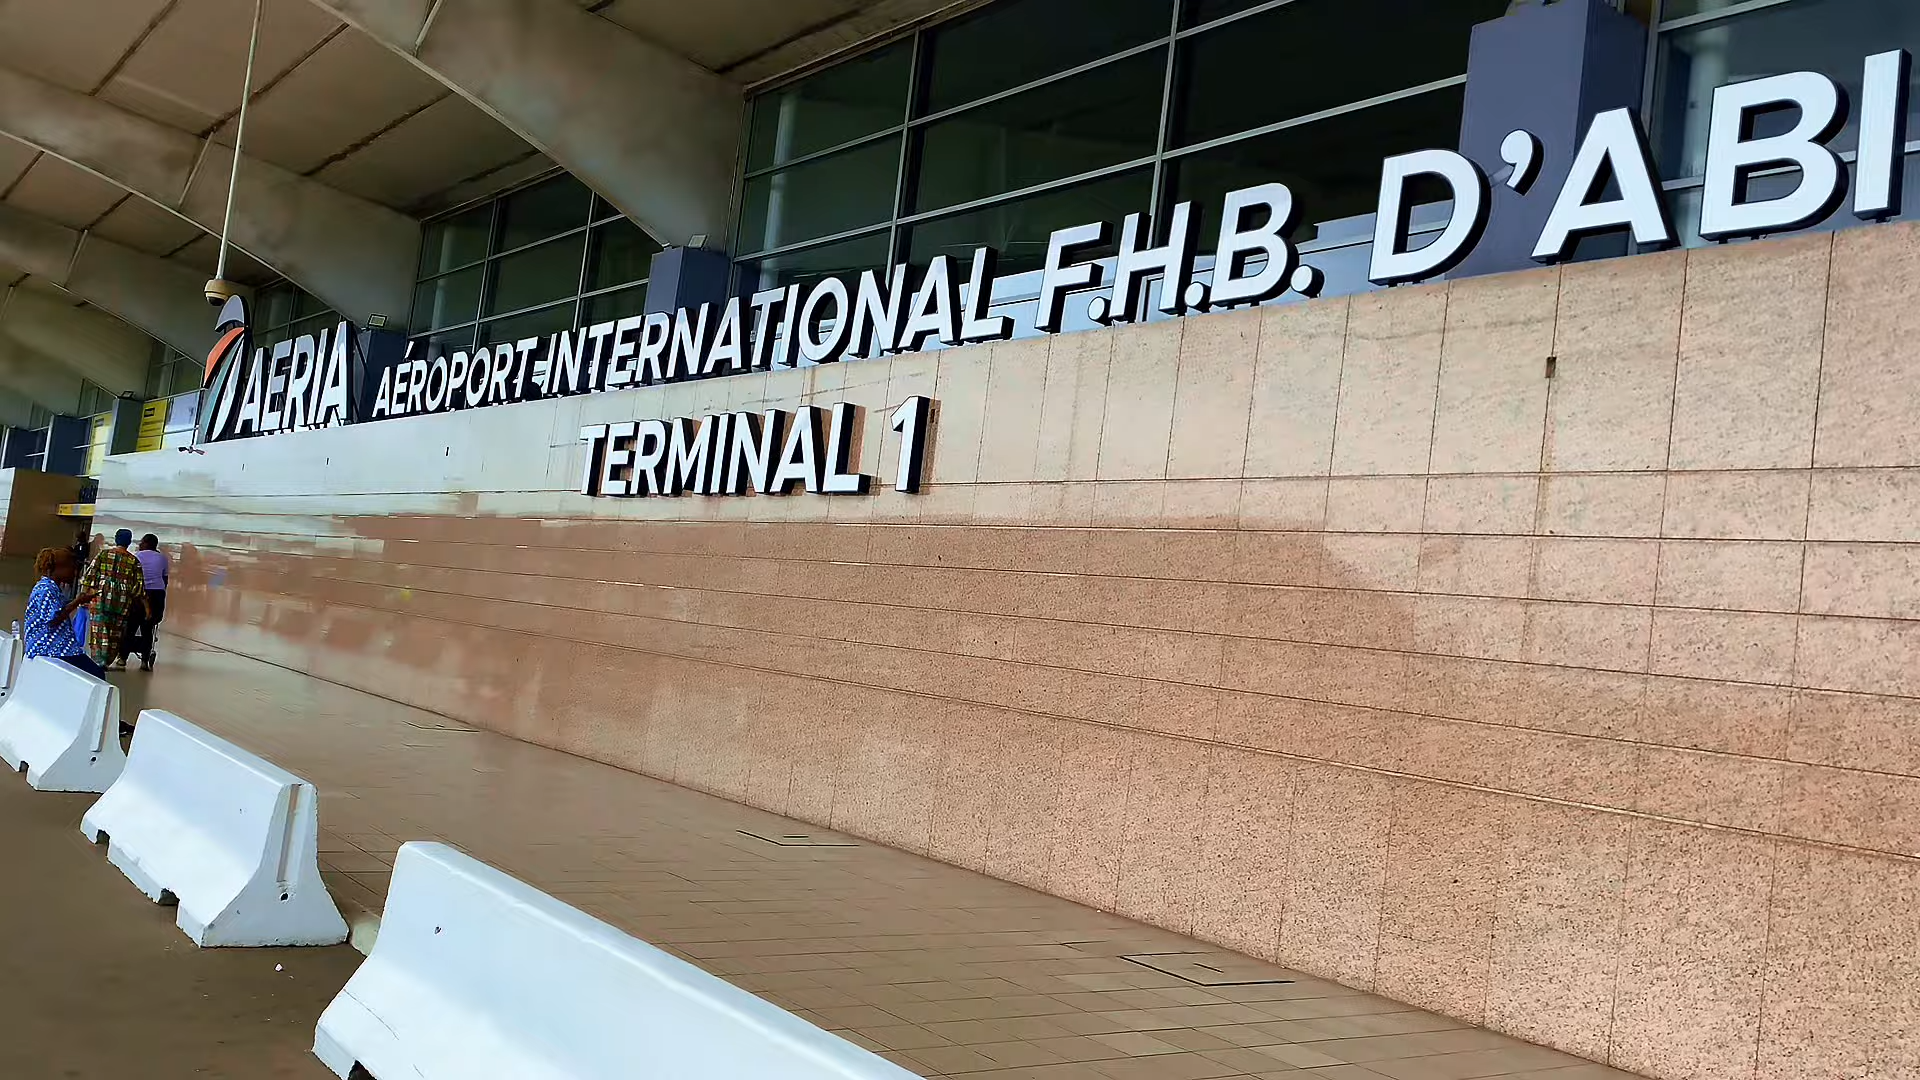 AERIA AÉROPORT INTERNATIONAL F.H.B. D'ABI
TERMINAL 1